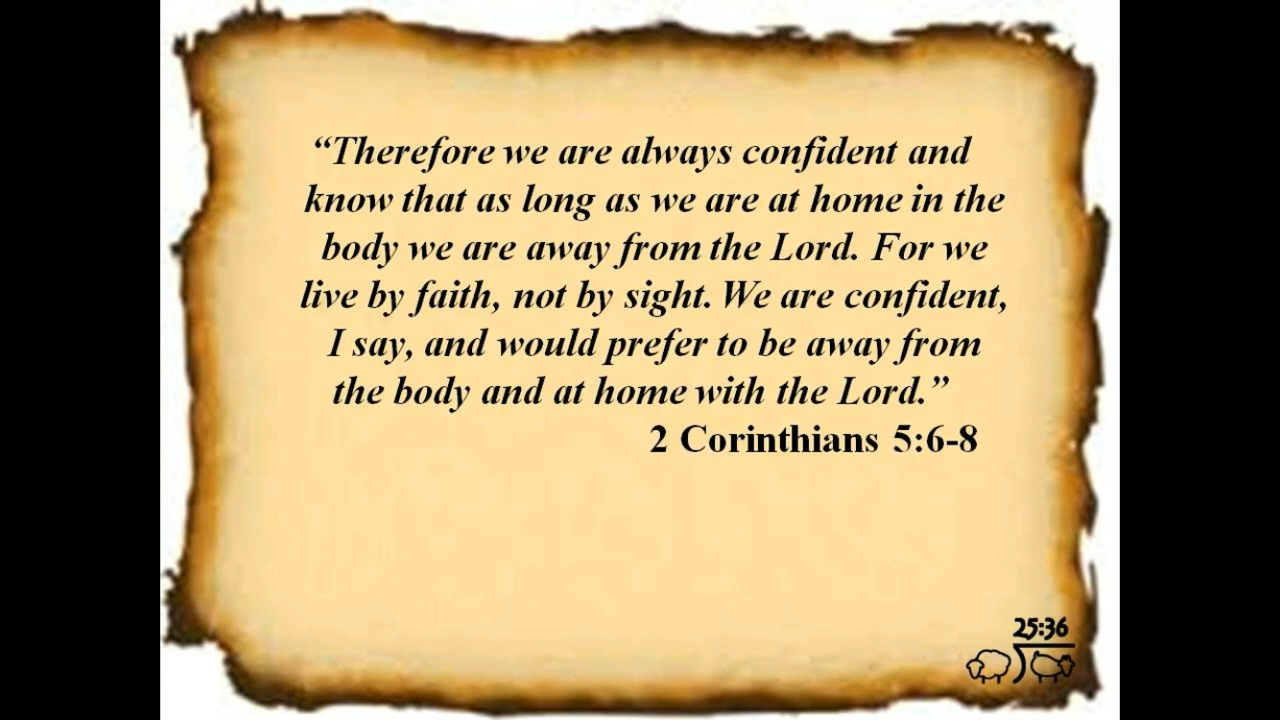 “Therefore we are always confident and
know that as long as we are at home in the
body we are away from the Lord. For we
live by faith, not by sight. We are confident,
I say, and would prefer to be away from
the body and at home with the Lord.”
2 Corinthians 5:6-8
25:36